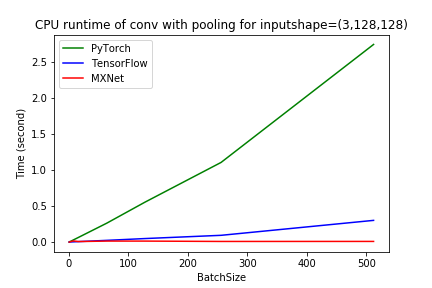 CPU runtime of conv with pooling for inputshape=(3,128,128)
PyTorch
TensorFlow
MXNet
Time (second)
2.5
2.0
1.5
1.0
0.5
0.0
0
100
200
300
400
500
BatchSize